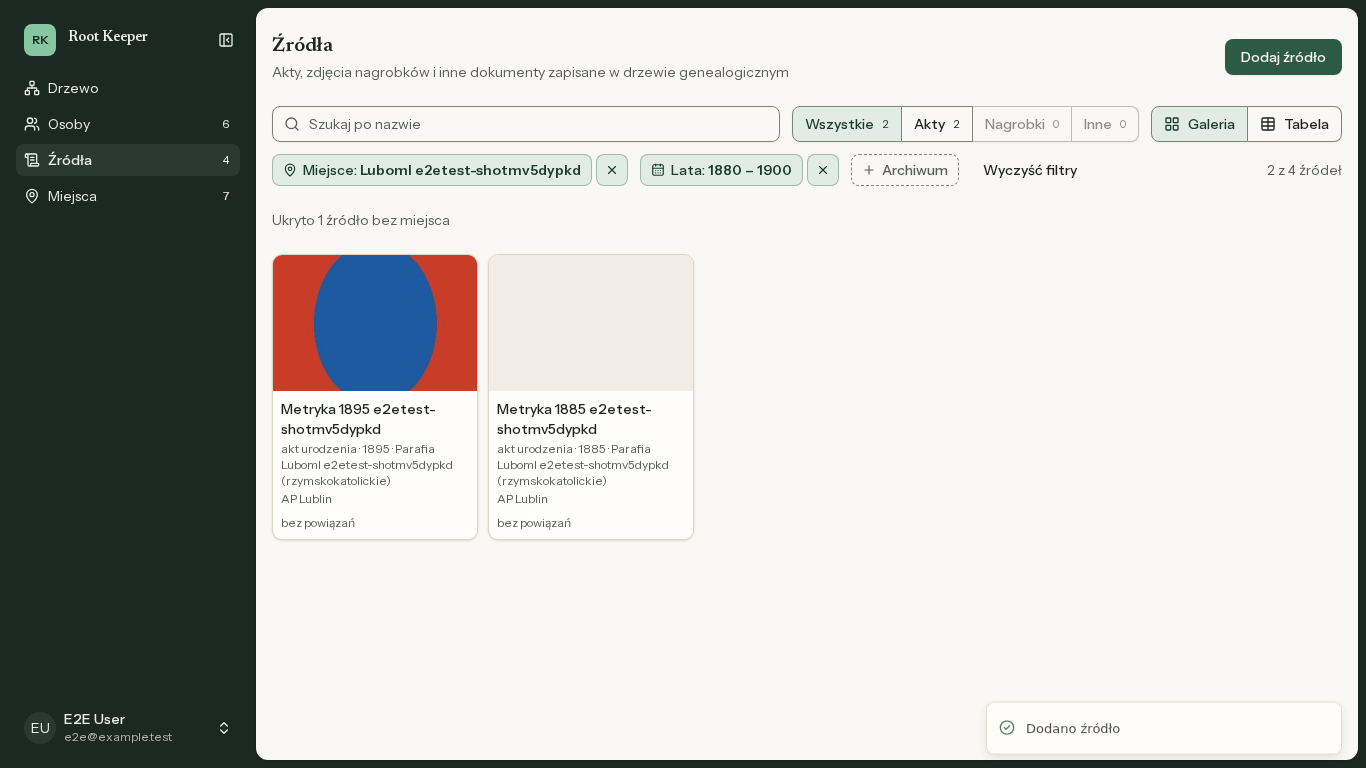 RK
Root Keeper
Drzewo
Osoby 6
Źródła 4
Miejsca 7
EU
E2E User
e2e@example.test
Źródła
Akty, zdjęcia nagrobków i inne dokumenty zapisane w drzewie genealogicznym
Dodaj źródło
Szukaj po nazwie
Wszystkie 2
Akty 2
Nagrobki 0
Inne 0
Galeria
Tabela
Miejsce: Luboml e2etest-shotmv5dypkd
Lata: 1880 – 1900
Archiwum
Wyczyść filtry
2 z 4 źródeł
Ukryto 1 źródło bez miejsca
Metryka 1895 e2etest-
shotmv5dypkd
akt urodzenia · 1895 · Parafia
Luboml e2etest-shotmv5dypkd
(rzymskokatolickie)
AP Lublin
bez powiązań
Metryka 1885 e2etest-
shotmv5dypkd
akt urodzenia · 1885 · Parafia
Luboml e2etest-shotmv5dypkd
(rzymskokatolickie)
AP Lublin
bez powiązań
Dodano źródło